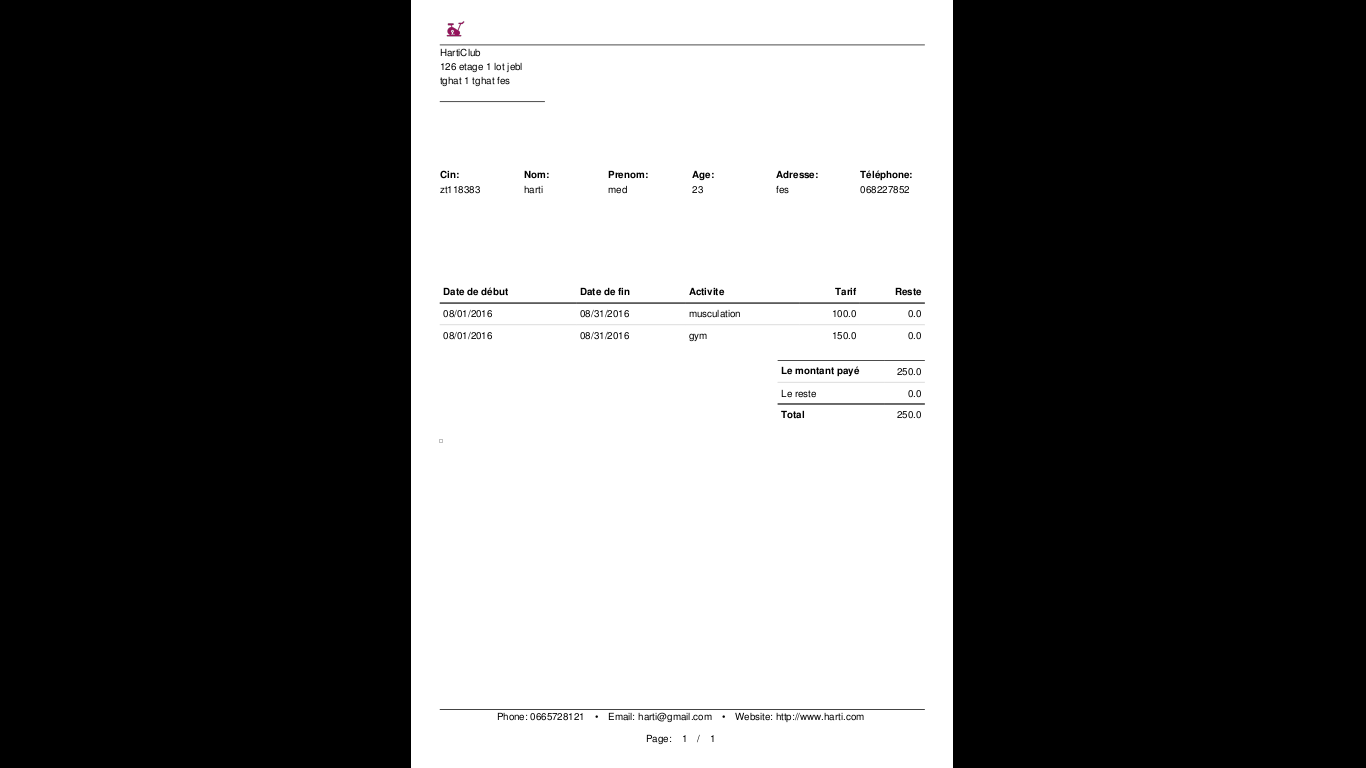 HartiClub
126 etage 1 lot jebl
tghat 1 tghat fes
Cin: Nom: Prenom: Age: Adresse: Téléphone:
zt118383 harti med 23 fes 068227852
Date de début Date de fin Activite Tarif Reste
08/01/2016 08/31/2016 musculation 100.0 0.0
08/01/2016 08/31/2016 gym 150.0 0.0
Le montant payé 250.0
Le reste 0.0
Total 250.0
Phone: 0665728121 • Email: harti@gmail.com • Website: http://www.harti.com
Page: 1 / 1